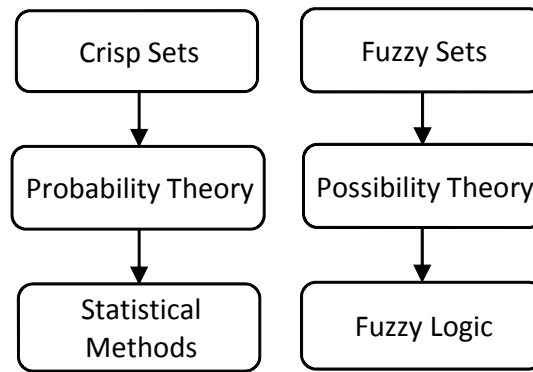 Crisp Sets
Fuzzy Sets
Probability Theory
Possibility Theory
Statistical
Methods
Fuzzy Logic